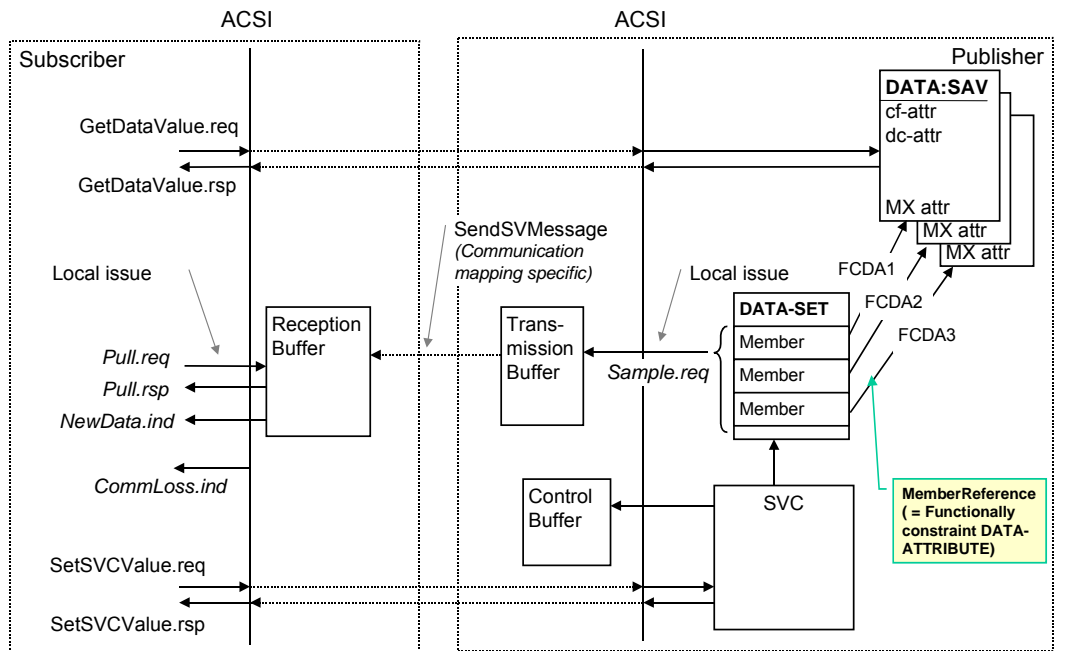 ACSI
ACSI
Subscriber
Publisher
DATA:SAV
cf-attr
dc-attr
GetDataValue.req
GetDataValue.rsp
MX attr
MX attr
MX attr
SendSVMessage
(Communication
mapping specific)
Local issue
Local issue
FCDA1
FCDA2
FCDA3
Reception
Buffer
Trans-
mission
Buffer
DATA-SET
Member
Member
Member
Pull.req
Pull.rsp
NewData.ind
Sample.req
CommLoss.ind
Control
Buffer
SVC
MemberReference
( = Functionally
constraint DATA-
ATTRIBUTE)
SetSVCValue.req
SetSVCValue.rsp